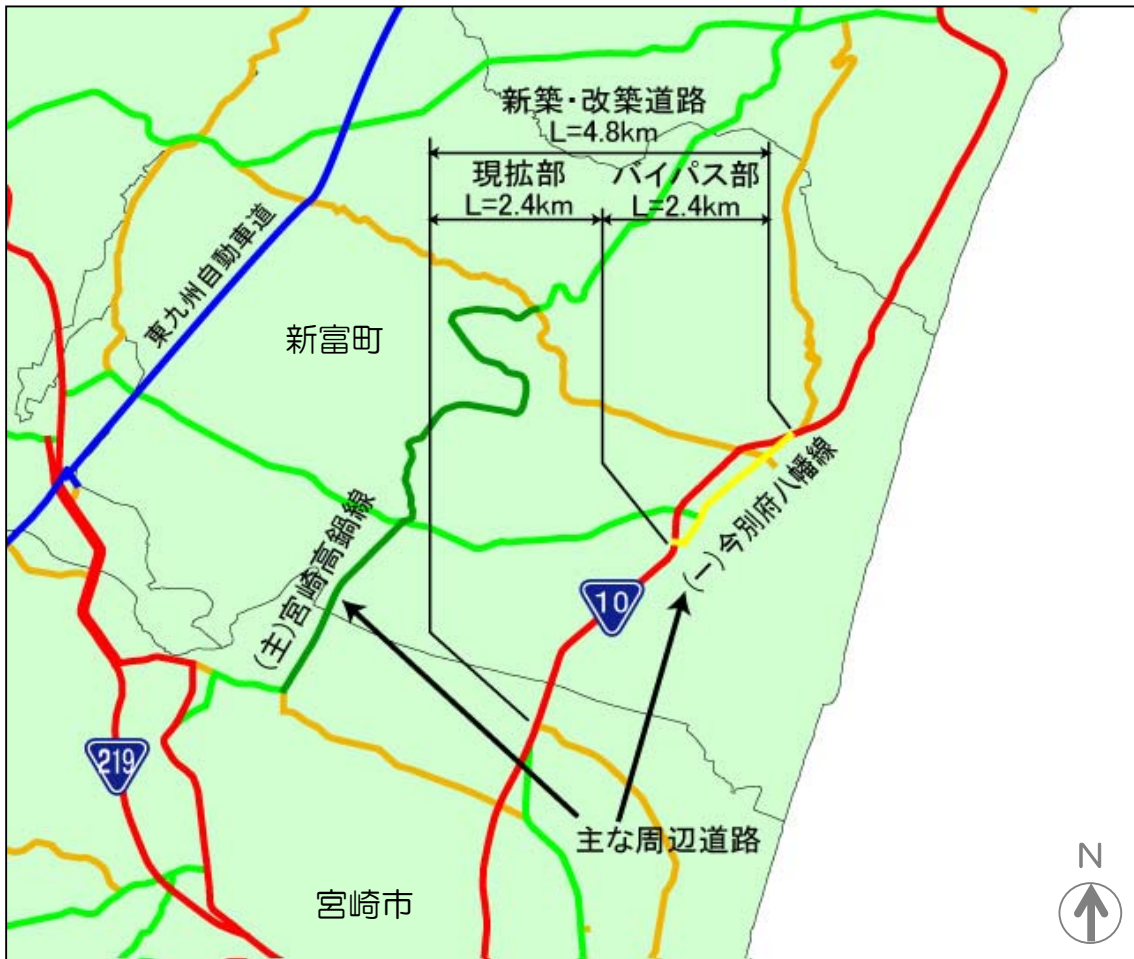 新築・改築道路
L=4.8km
現拡部
L=2.4km
バイパス部
L=2.4km
東九州自動車道
新富町
(一)今別府八幡線
(主)宮崎高鍋線
10
219
主な周辺道路
宮崎市
N